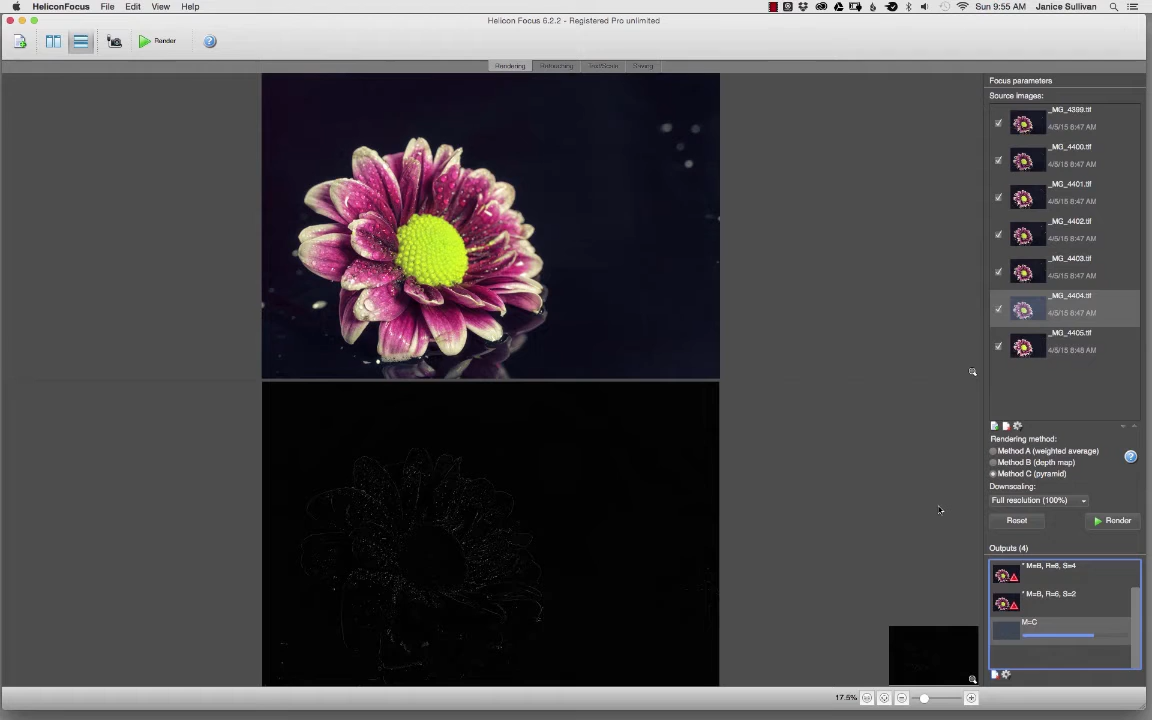 HeliconFocus File Edit View Help Sun 9:55 AM Janice Sullivan
Helicon Focus 6.2.2 - Registered Pro unlimited
Render
Rendering Retouching Text/Scale Saving
Focus parameters
Source images:
_MG_4399.tif
4/5/15 8:47 AM
_MG_4400.tif
4/5/15 8:47 AM
_MG_4401.tif
4/5/15 8:47 AM
_MG_4402.tif
4/5/15 8:47 AM
_MG_4403.tif
4/5/15 8:47 AM
_MG_4404.tif
4/5/15 8:47 AM
_MG_4405.tif
4/5/15 8:48 AM
Rendering method:
Method A (weighted average)
Method B (depth map)
Method C (pyramid)
Downscaling:
Full resolution (100%)
Reset Render
Outputs (4)
* M=B, R=8, S=4
* M=B, R=6, S=2
M=C
17.5%